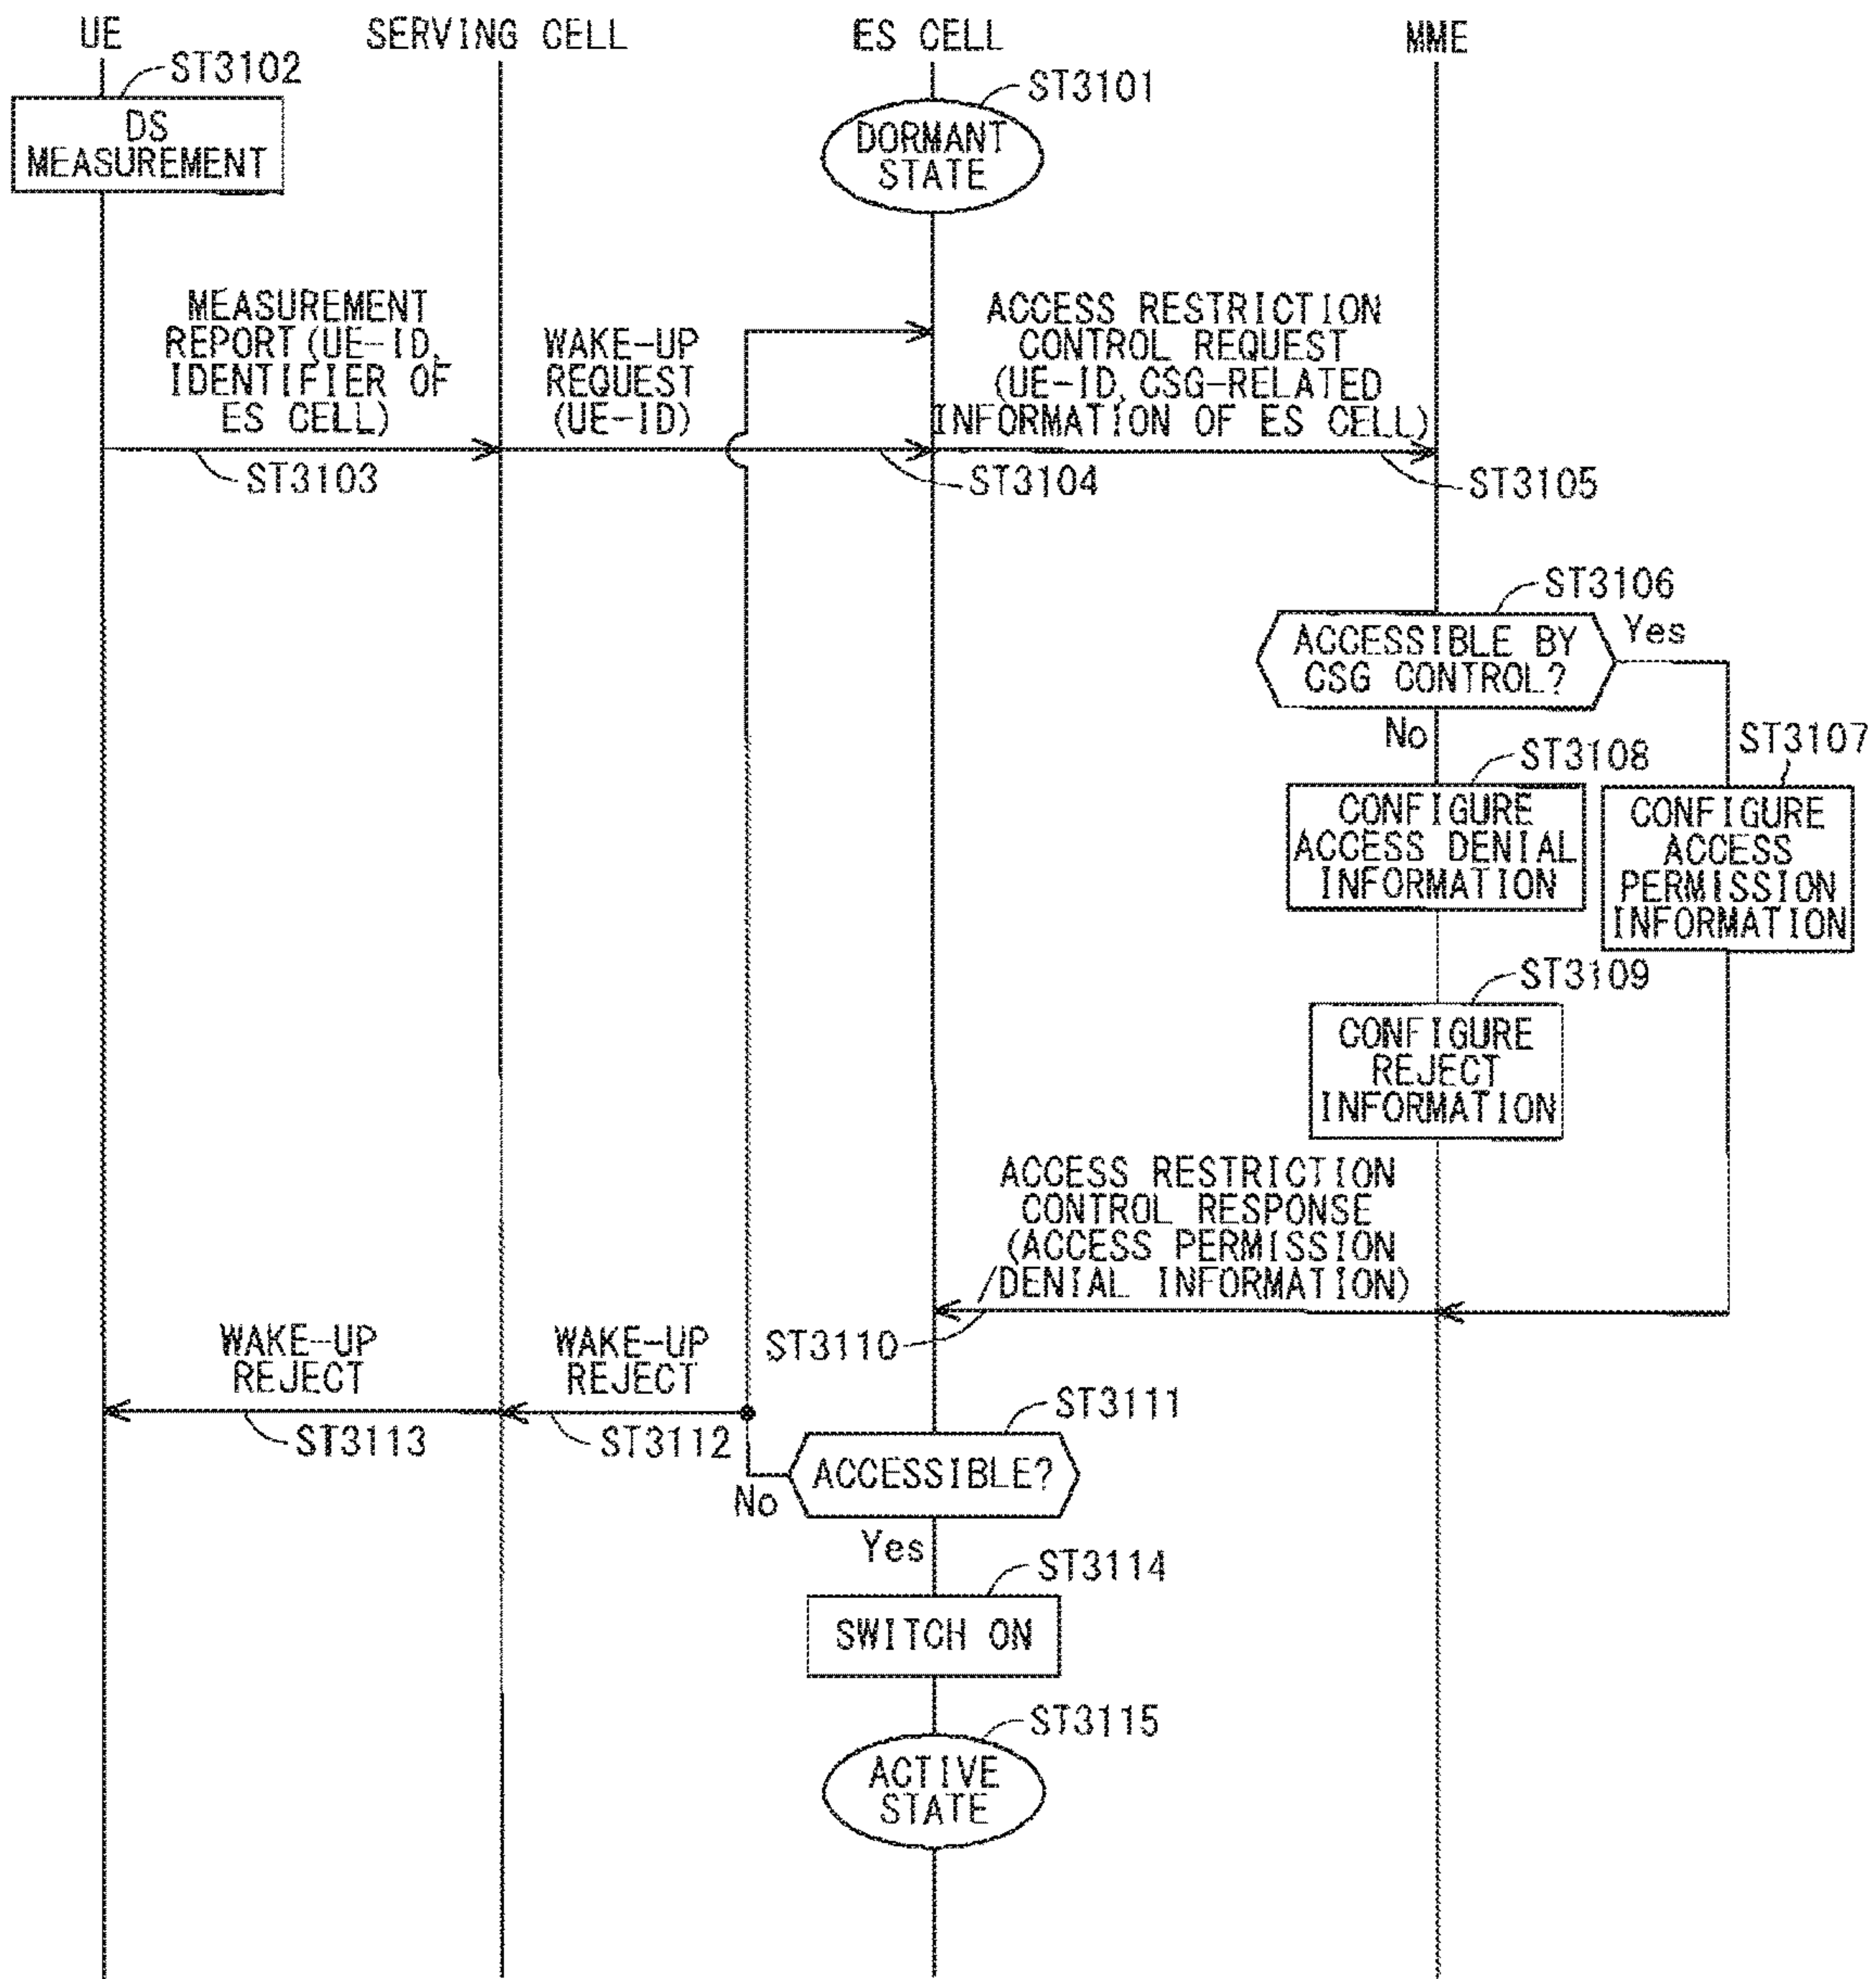 UE
SERVING CELL
ES CELL
MME
ST3102
DS
MEASUREMENT
ST3101
DORMANT
STATE
MEASUREMENT
REPORT(UE-ID,
IDENTIFIER OF
ES CELL)
ST3103
WAKE-UP
REQUEST
(UE-ID)
ST3104
ACCESS RESTRICTION
CONTROL REQUEST
(UE-ID, CSG-RELATED
INFORMATION OF ES CELL)
ST3105
ST3106
ACCESSIBLE BY
CSG CONTROL?
Yes
No
ST3107
ST3108
CONFIGURE
ACCESS DENIAL
INFORMATION
CONFIGURE
ACCESS
PERMISSION
INFORMATION
ST3109
CONFIGURE
REJECT
INFORMATION
ACCESS RESTRICTION
CONTROL RESPONSE
(ACCESS PERMISSION
/DENIAL INFORMATION)
ST3110
WAKE-UP
REJECT
ST3113
WAKE-UP
REJECT
ST3112
ST3111
ACCESSIBLE?
No
Yes
ST3114
SWITCH ON
ST3115
ACTIVE
STATE